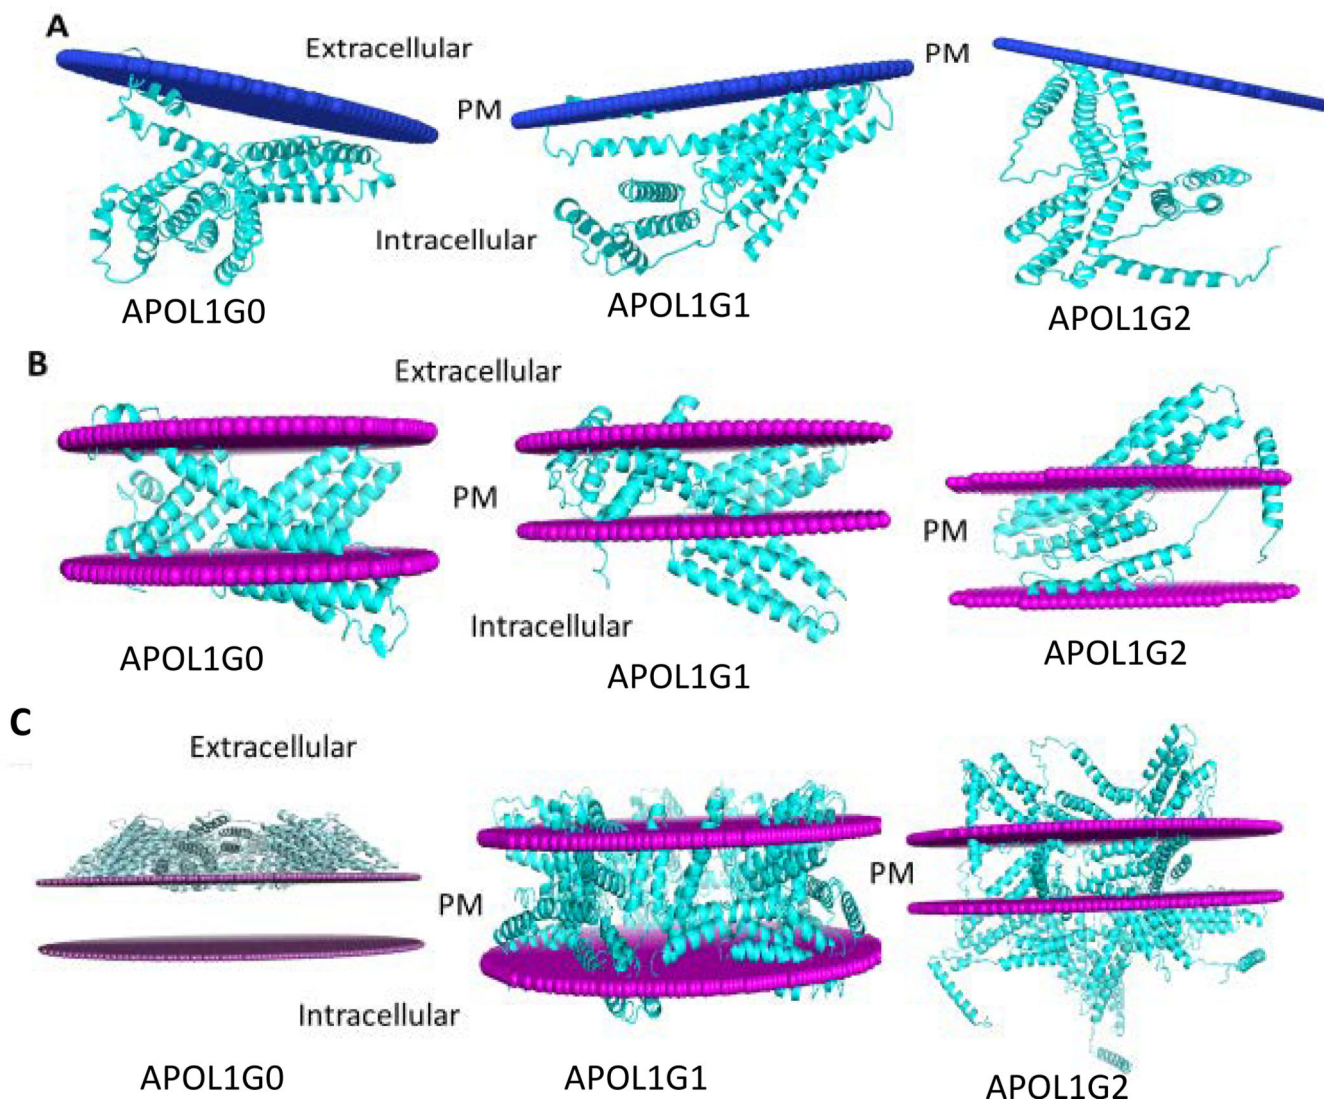 A
Extracellular
PM
PM
Intracellular
APOL1G0
APOL1G1
APOL1G2
B
Extracellular
PM
PM
Intracellular
APOL1G0
APOL1G1
APOL1G2
C
Extracellular
PM
PM
Intracellular
APOL1G0
APOL1G1
APOL1G2